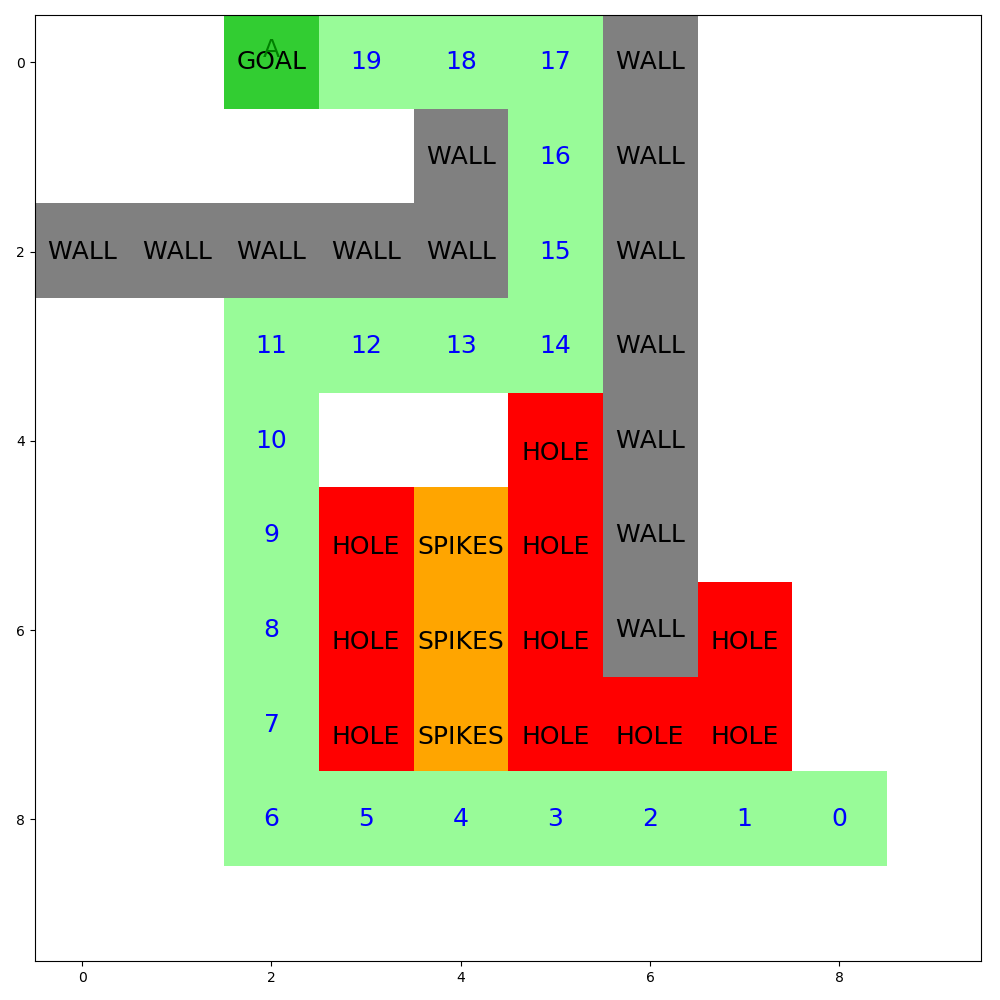 A
0 GOAL 19 18 17 WALL
WALL 16 WALL
2 WALL WALL WALL WALL WALL 15 WALL
11 12 13 14 WALL
4 10 HOLE WALL
9 HOLE SPIKES HOLE WALL
6 8 HOLE SPIKES HOLE WALL HOLE
7 HOLE SPIKES HOLE HOLE HOLE
8 6 5 4 3 2 1 0
0 2 4 6 8